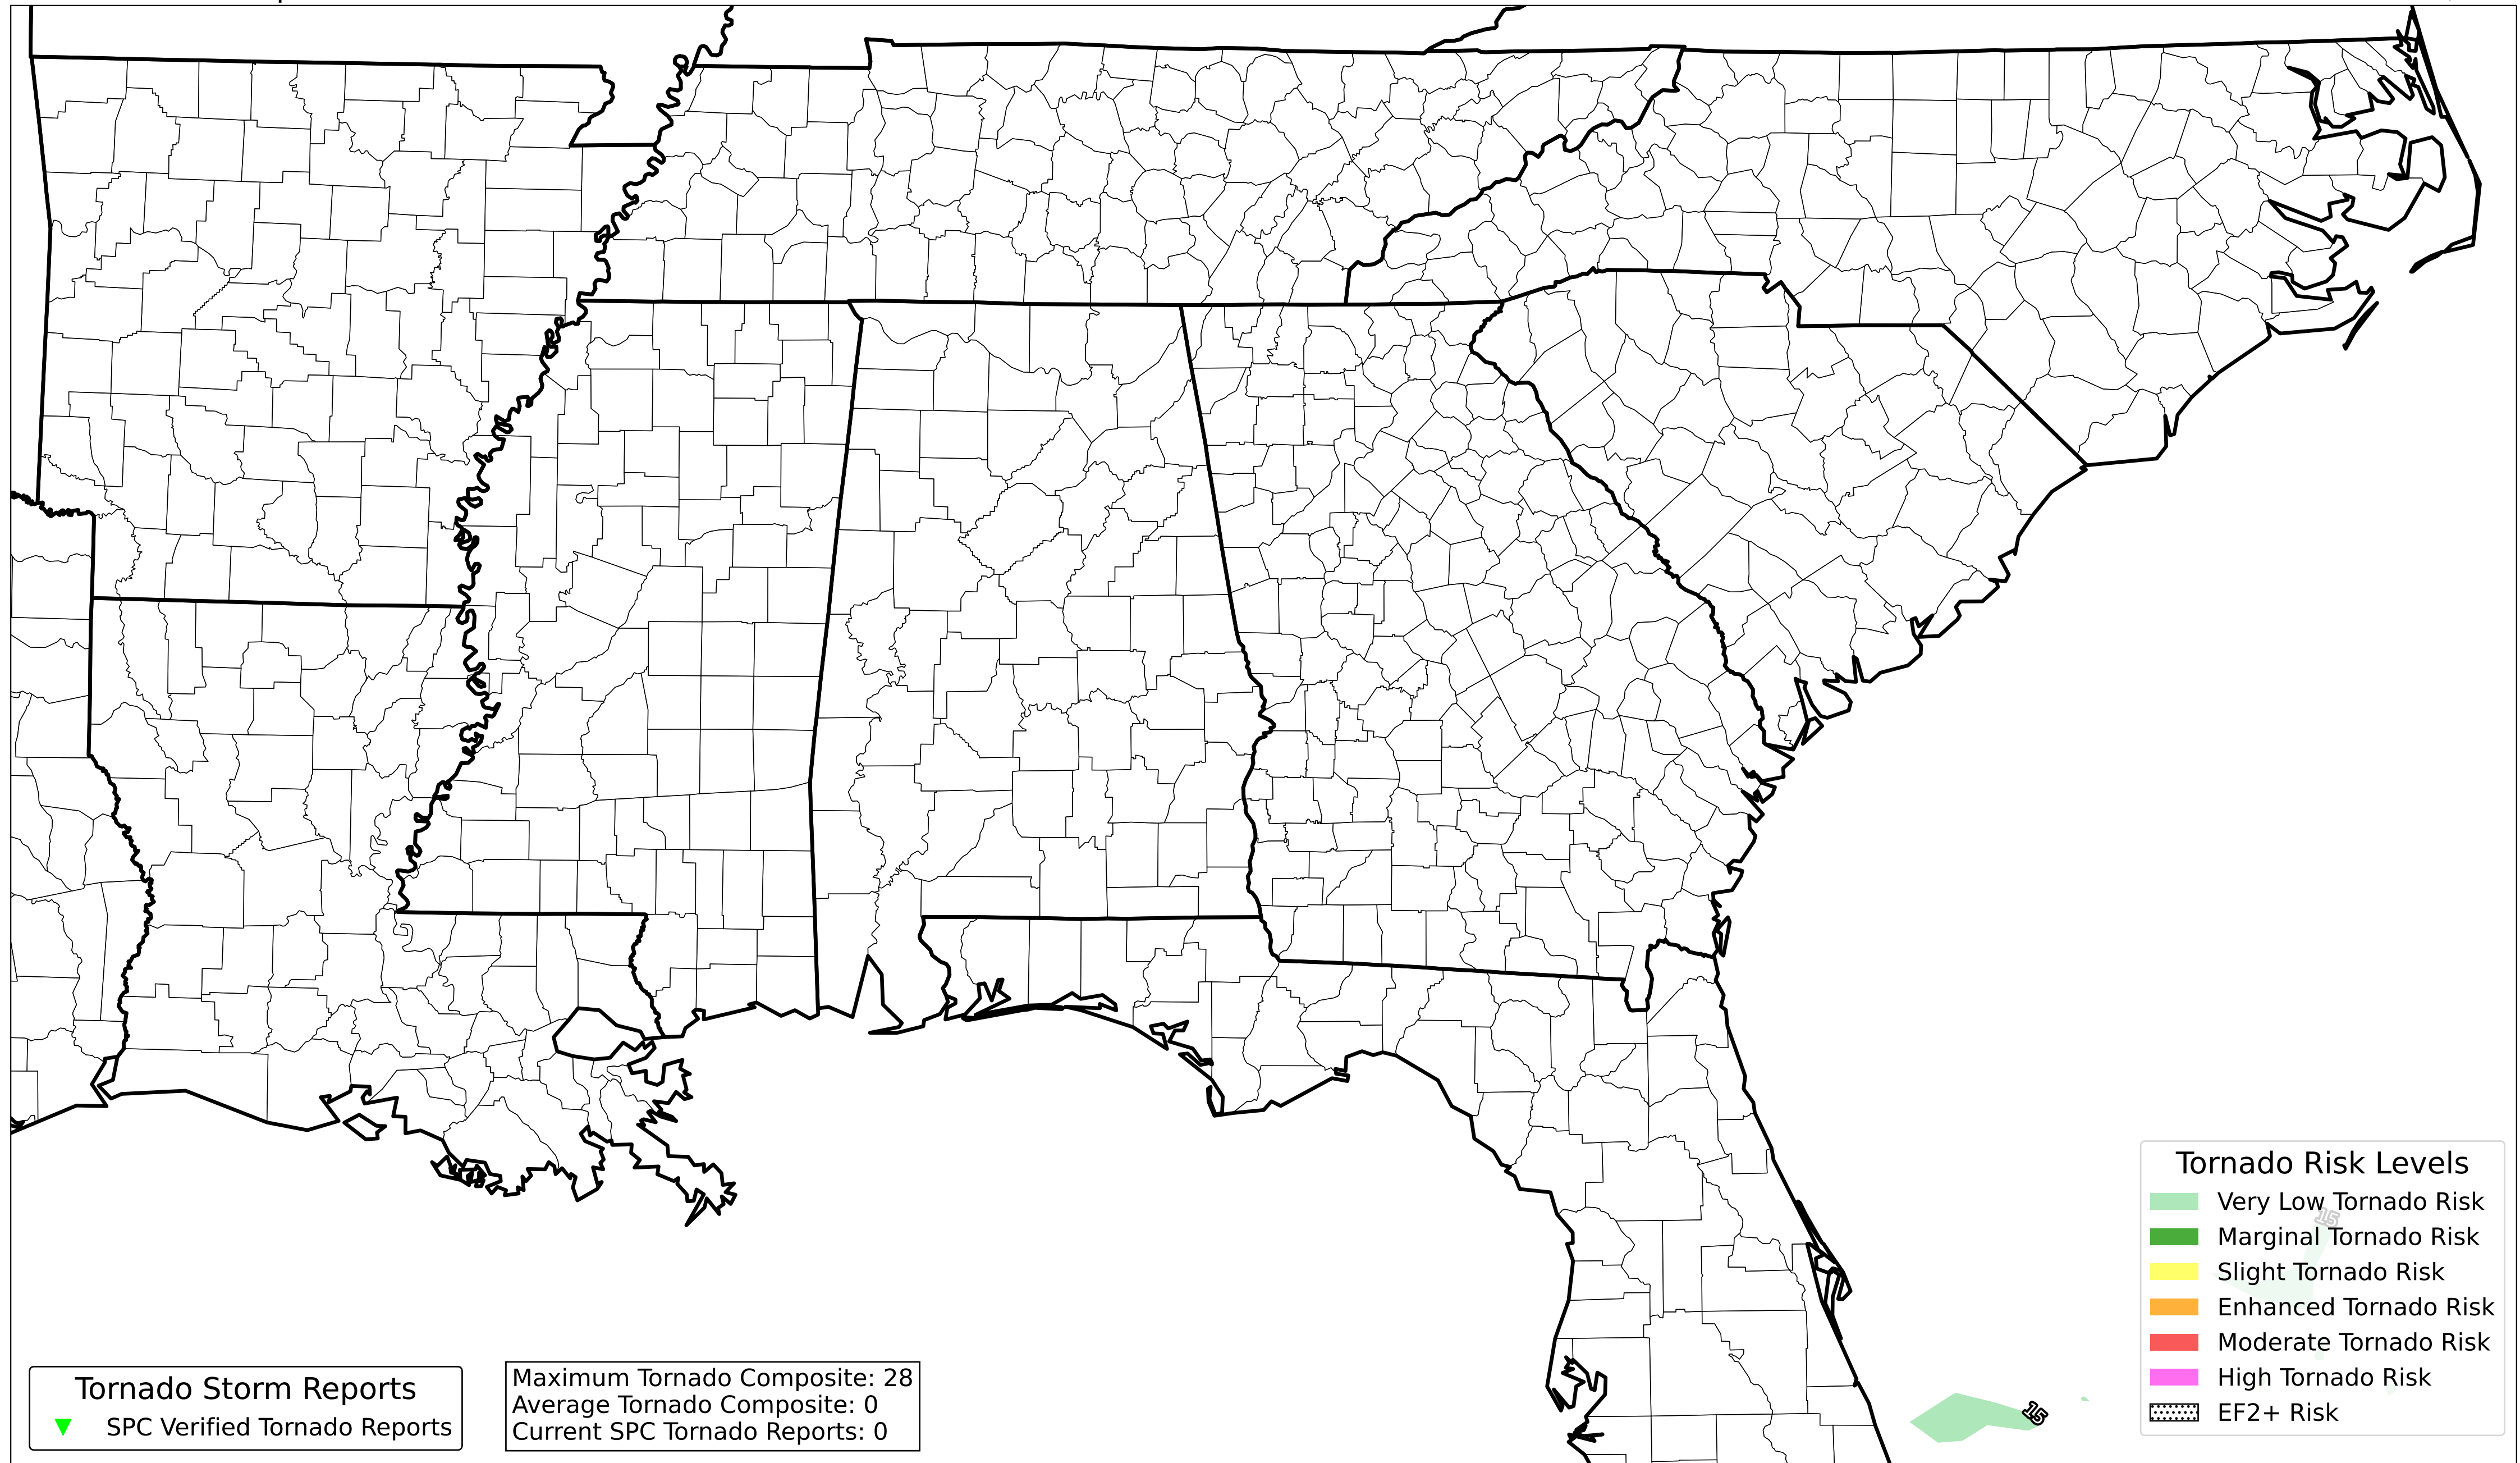 15
Tornado Risk Levels
Very Low Tornado Risk
Marginal Tornado Risk
Slight Tornado Risk
Enhanced Tornado Risk
Moderate Tornado Risk
High Tornado Risk
EF2+ Risk
15
Tornado Storm Reports
SPC Verified Tornado Reports
Maximum Tornado Composite: 28
Average Tornado Composite: 0
Current SPC Tornado Reports: 0